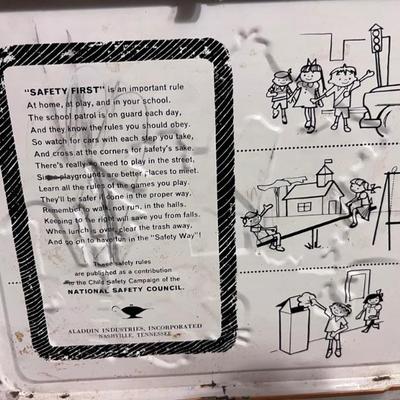 "SAFETY FIRST" is an important rule
At home, at play, and in your school.
The school patrol is on guard each day,
And they know the rules you should obey.
So watch for cars with each step you take,
And cross at the corners for safety's sake.
There's really no need to play in the street,
Since playgrounds are better places to meet.
Learn all the rules of the games you play.
They'll be safer if done in the proper way.
Remember to walk, not run, in the halls.
Keeping to the right will save you from falls.
When lunch is over, clear the trash away,
And so on to have fun in the "Safety Way"!
These safety rules
are published as a contribution
to the Child Safety Campaign of the
NATIONAL SAFETY COUNCIL.
ALADDIN INDUSTRIES, INCORPORATED
NASHVILLE, TENNESSEE